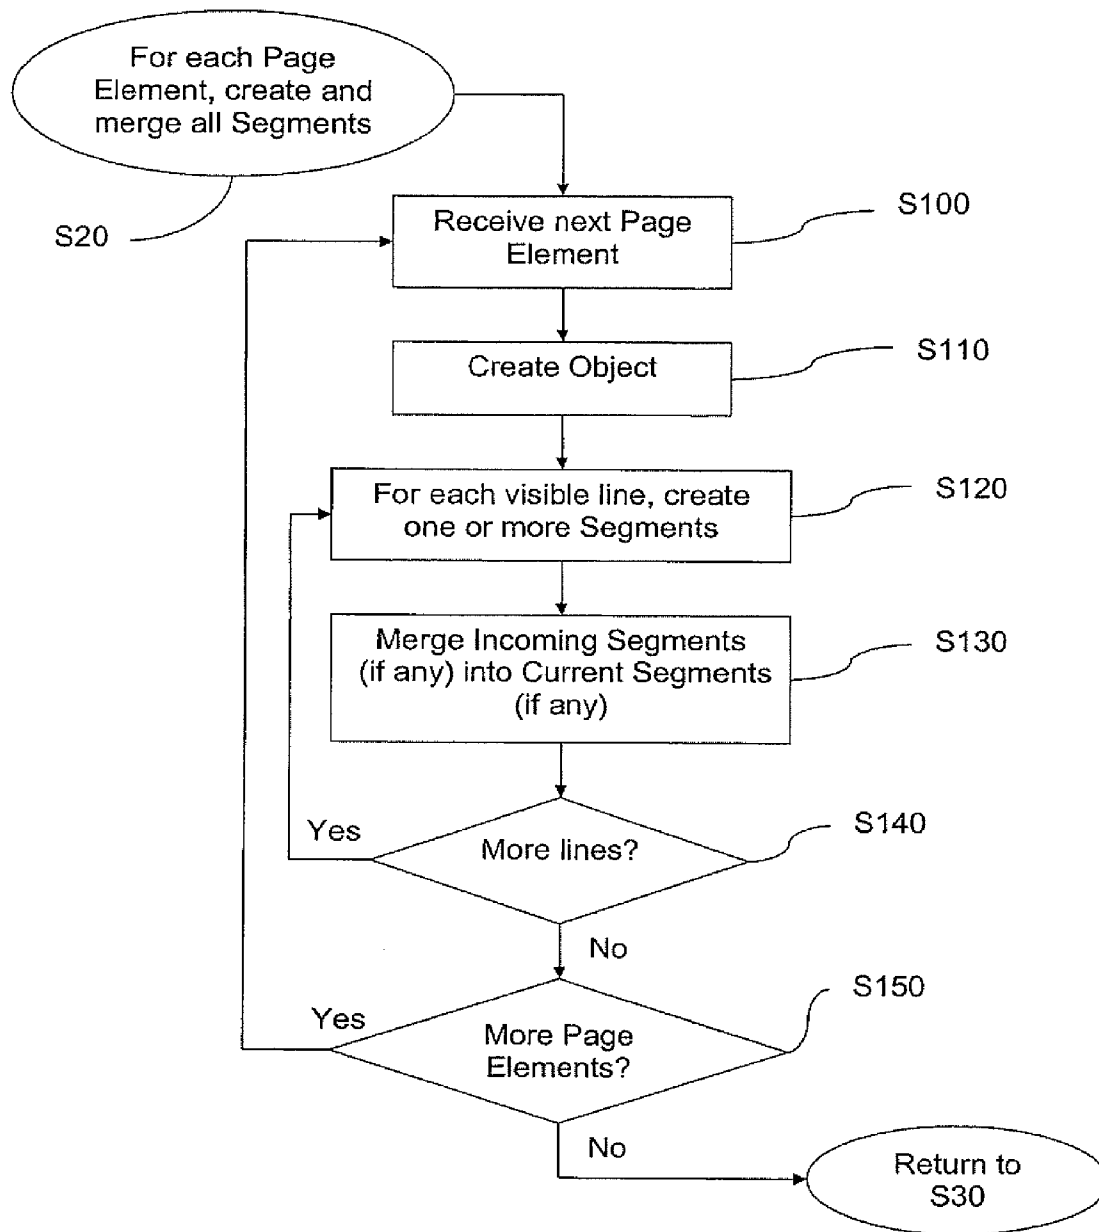 For each Page
Element, create and
merge all Segments
S20
Receive next Page
Element
S100
Create Object
S110
For each visible line, create
one or more Segments
S120
Merge Incoming Segments
(if any) into Current Segments
(if any)
S130
More lines?
S140
Yes
No
More Page
Elements?
S150
Yes
No
Return to
S30